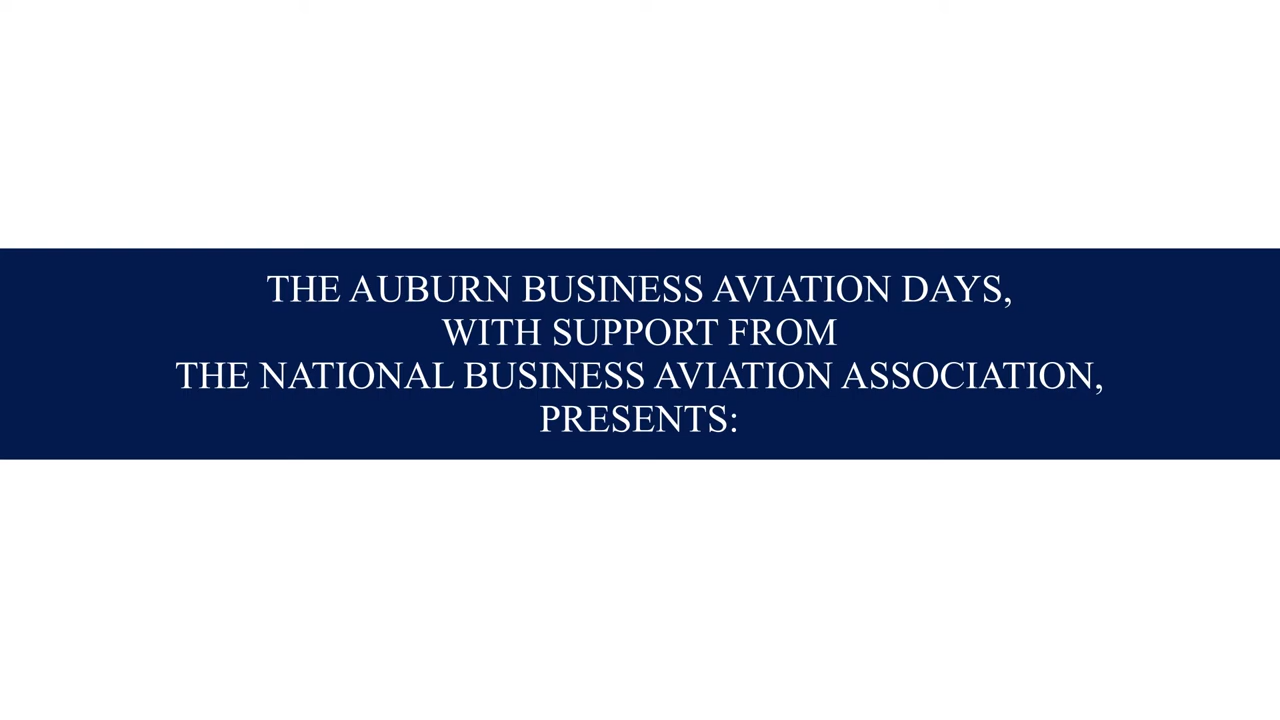 THE AUBURN BUSINESS AVIATION DAYS,
WITH SUPPORT FROM
THE NATIONAL BUSINESS AVIATION ASSOCIATION,
PRESENTS: